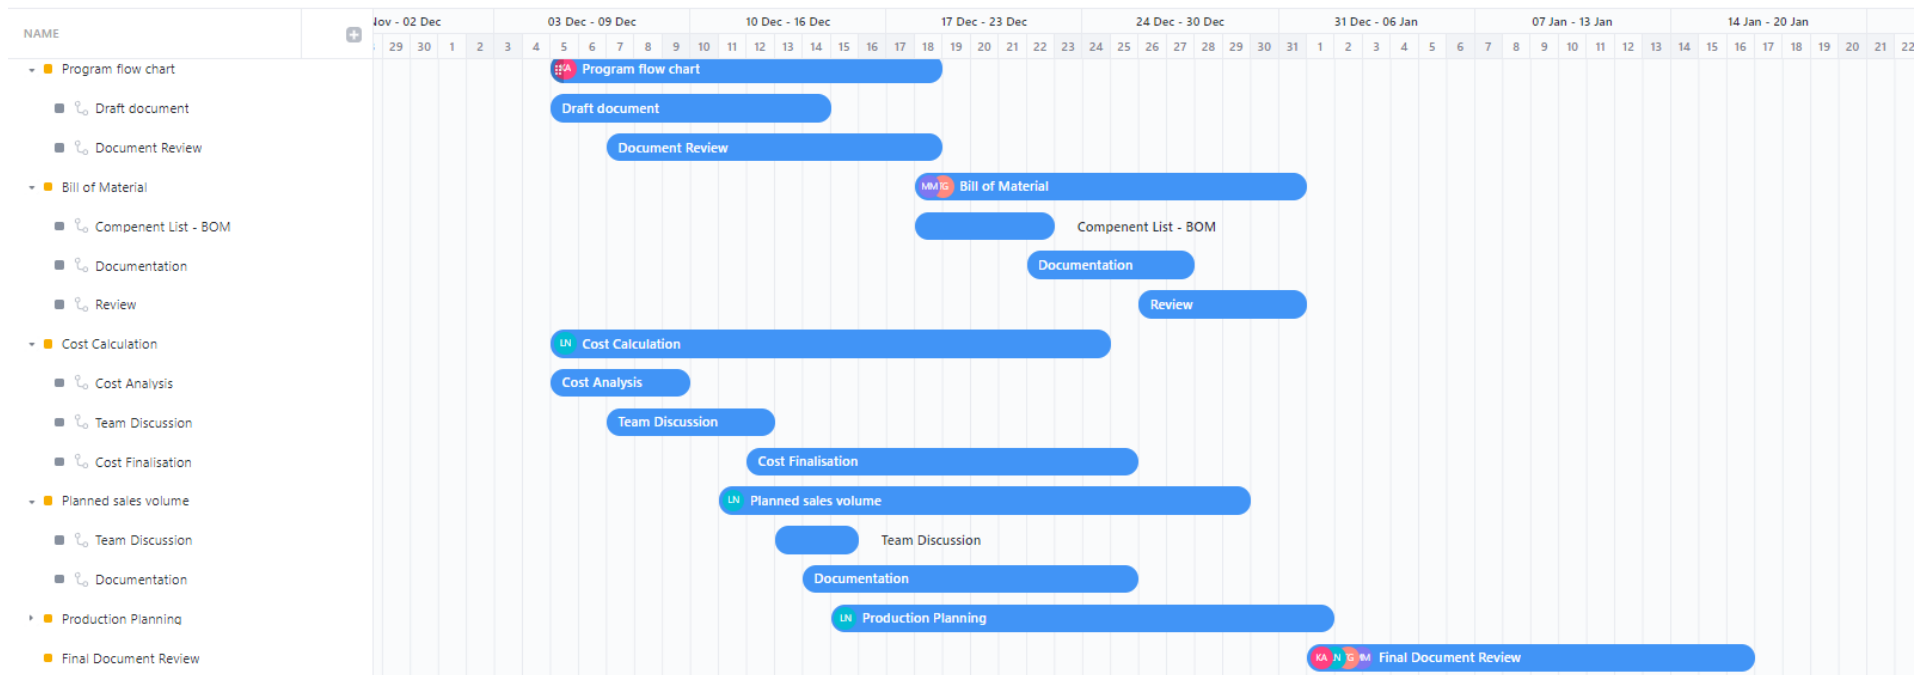 NAME
Nov - 02 Dec 03 Dec - 09 Dec 10 Dec - 16 Dec 17 Dec - 23 Dec 24 Dec - 30 Dec 31 Dec - 06 Jan 07 Jan - 13 Jan 14 Jan - 20 Jan
29 30 1 2 3 4 5 6 7 8 9 10 11 12 13 14 15 16 17 18 19 20 21 22 23 24 25 26 27 28 29 30 31 1 2 3 4 5 6 7 8 9 10 11 12 13 14 15 16 17 18 19 20 21 22
Program flow chart KA Program flow chart
Draft document Draft document
Document Review Document Review
Bill of Material MM TG Bill of Material
Compenent List - BOM Compenent List - BOM
Documentation Documentation
Review Review
Cost Calculation LN Cost Calculation
Cost Analysis Cost Analysis
Team Discussion Team Discussion
Cost Finalisation Cost Finalisation
Planned sales volume LN Planned sales volume
Team Discussion Team Discussion
Documentation Documentation
Production Planning LN Production Planning
Final Document Review KA LN TG MM Final Document Review